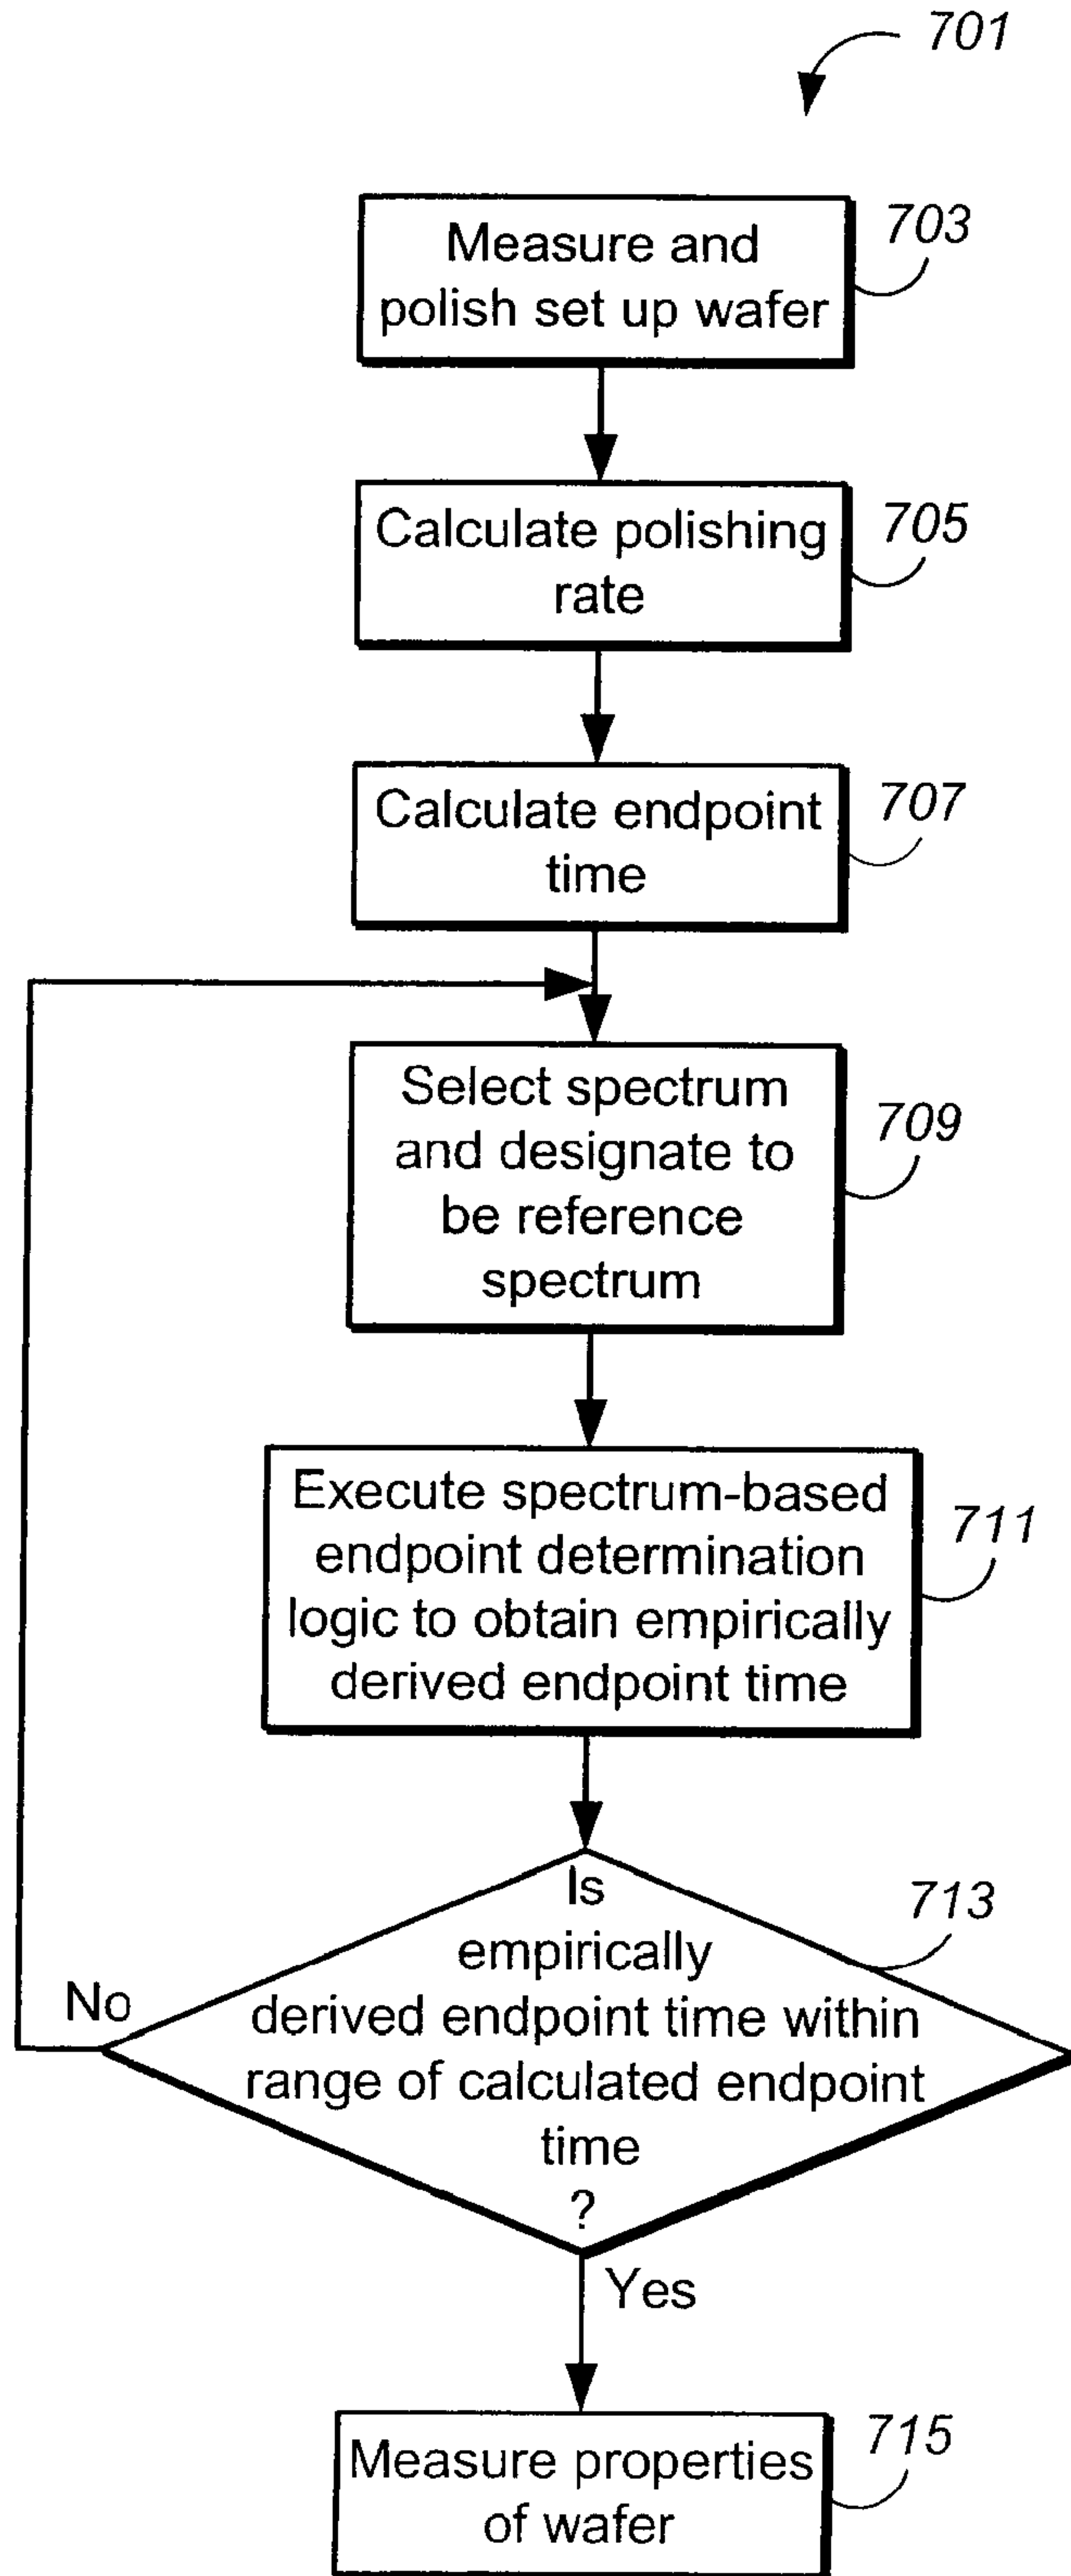 701
Measure and
polish set up wafer
703
Calculate polishing
rate
705
Calculate endpoint
time
707
Select spectrum
and designate to
be reference
spectrum
709
Execute spectrum-based
endpoint determination
logic to obtain empirically
derived endpoint time
711
Is
empirically
derived endpoint time within
range of calculated endpoint
time
?
713
No
Yes
Measure properties
of wafer
715